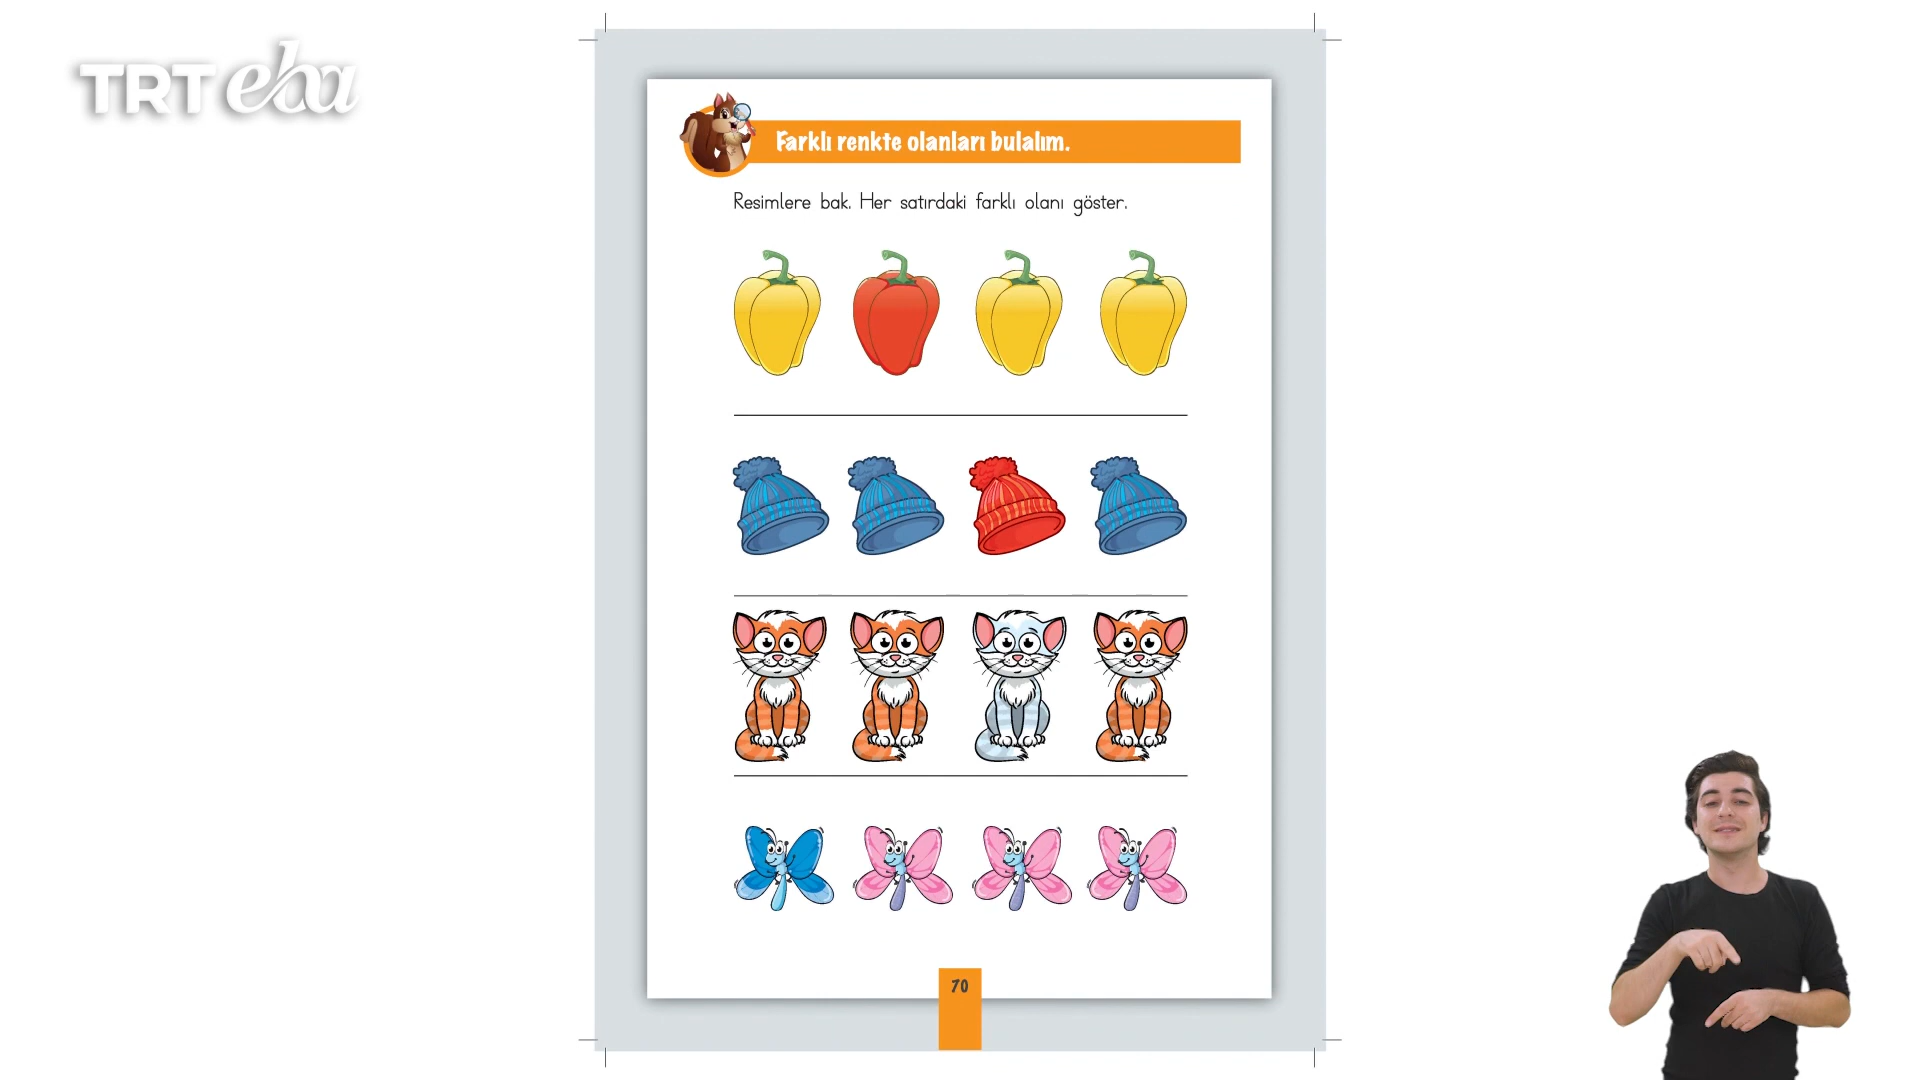 TRT eba
Farklı renkte olanları bulalım.
Resimlere bak. Her satırdaki farklı olanı göster.
70